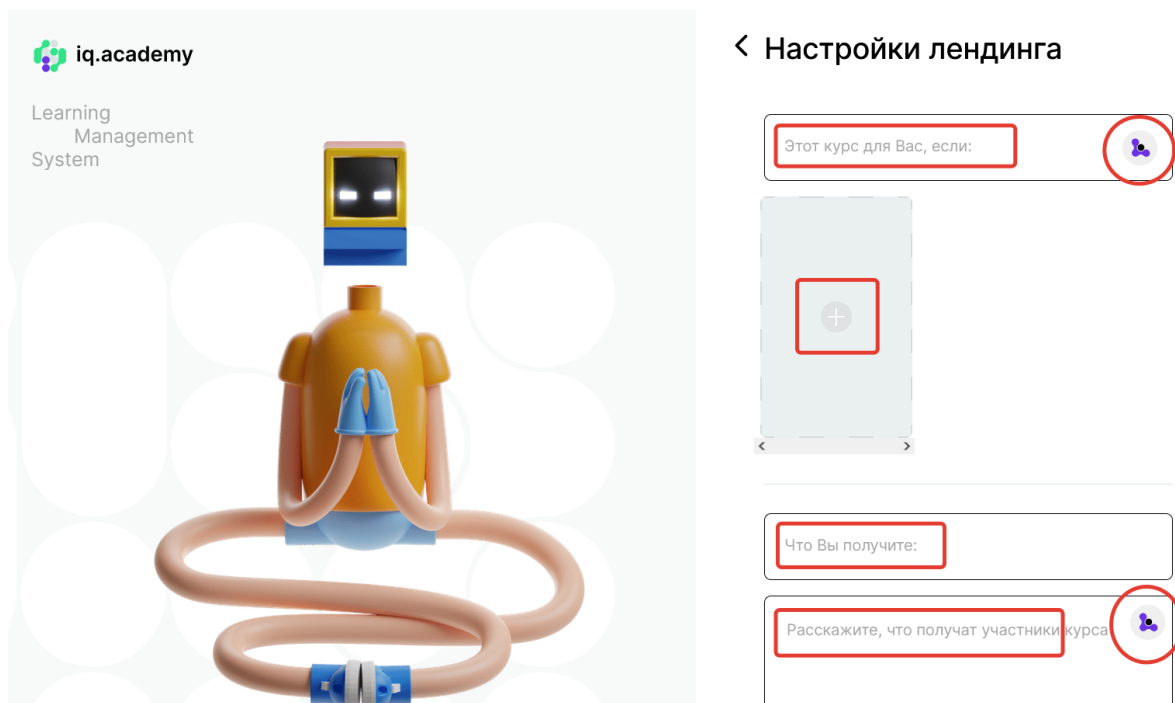 iq.academy
Learning
Management
System
Настройки лендинга
Этот курс для Вас, если:
Что Вы получите:
Расскажите, что получат участники курса